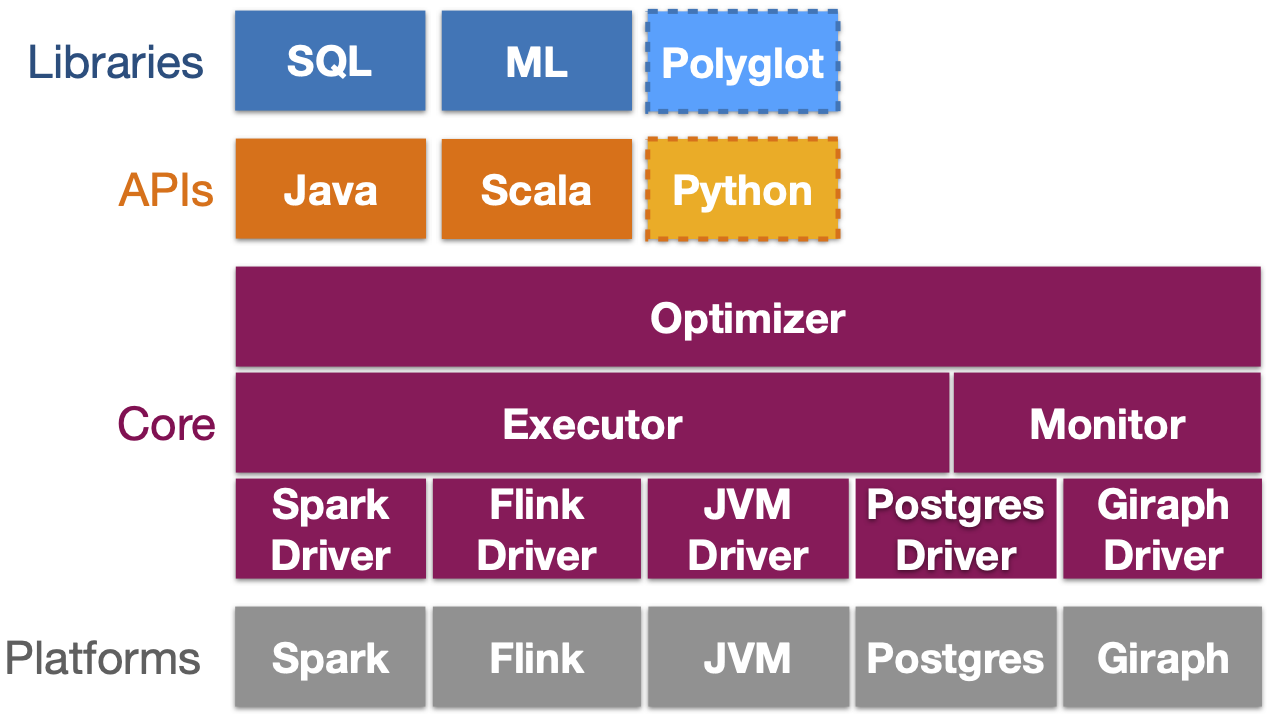 Libraries
SQL
ML
Polyglot
APIs
Java
Scala
Python
Optimizer
Core
Executor
Monitor
Spark
Driver
Flink
Driver
JVM
Driver
Postgres
Driver
Giraph
Driver
Platforms
Spark
Flink
JVM
Postgres
Giraph